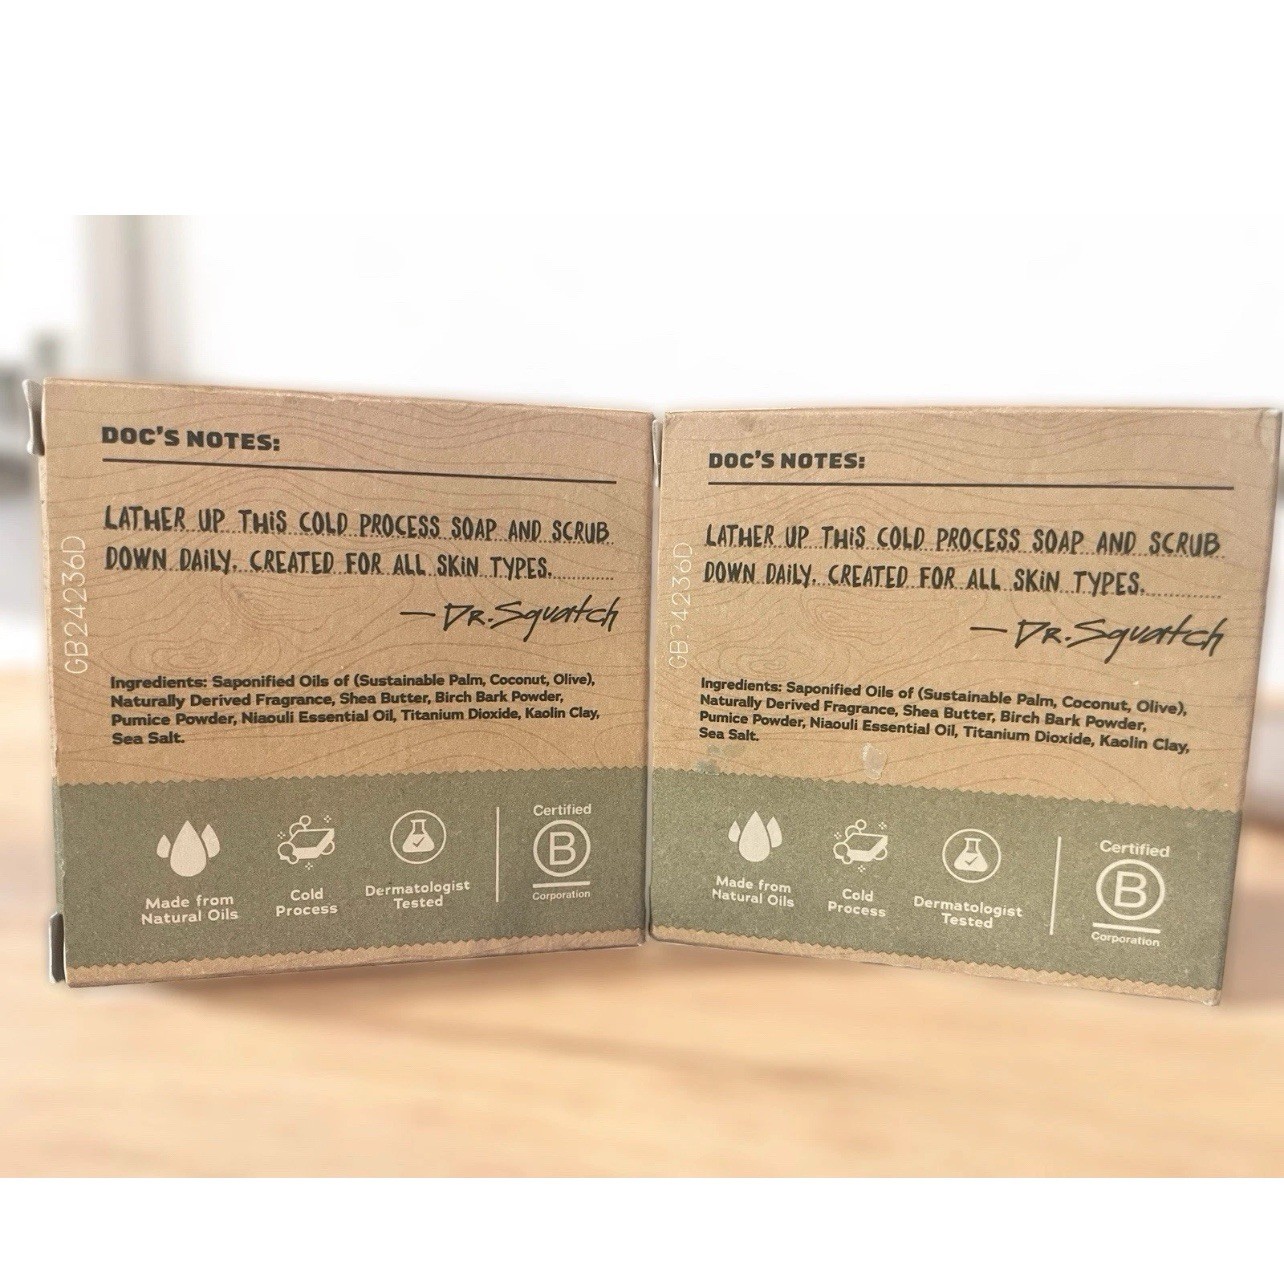 DOC'S NOTES:
LATHER UP THIS COLD PROCESS SOAP AND SCRUB
DOWN DAILY. CREATED FOR ALL SKIN TYPES.
— DR. Squatch
GB24236D
Ingredients: Saponified Oils of (Sustainable Palm, Coconut, Olive),
Naturally Derived Fragrance, Shea Butter, Birch Bark Powder,
Pumice Powder, Niaouli Essential Oil, Titanium Dioxide, Kaolin Clay,
Sea Salt.
Made from
Natural Oils
Cold
Process
Dermatologist
Tested
Certified
B
Corporation
DOC'S NOTES:
LATHER UP THIS COLD PROCESS SOAP AND SCRUB
DOWN DAILY. CREATED FOR ALL SKIN TYPES.
— DR. Squatch
Ingredients: Saponified Oils of (Sustainable Palm, Coconut, Olive),
Naturally Derived Fragrance, Shea Butter, Birch Bark Powder,
Pumice Powder, Niaouli Essential Oil, Titanium Dioxide, Kaolin Clay,
Sea Salt.
Made from
Natural Oils
Cold
Process
Dermatologist
Tested
Certified
B
Corporation